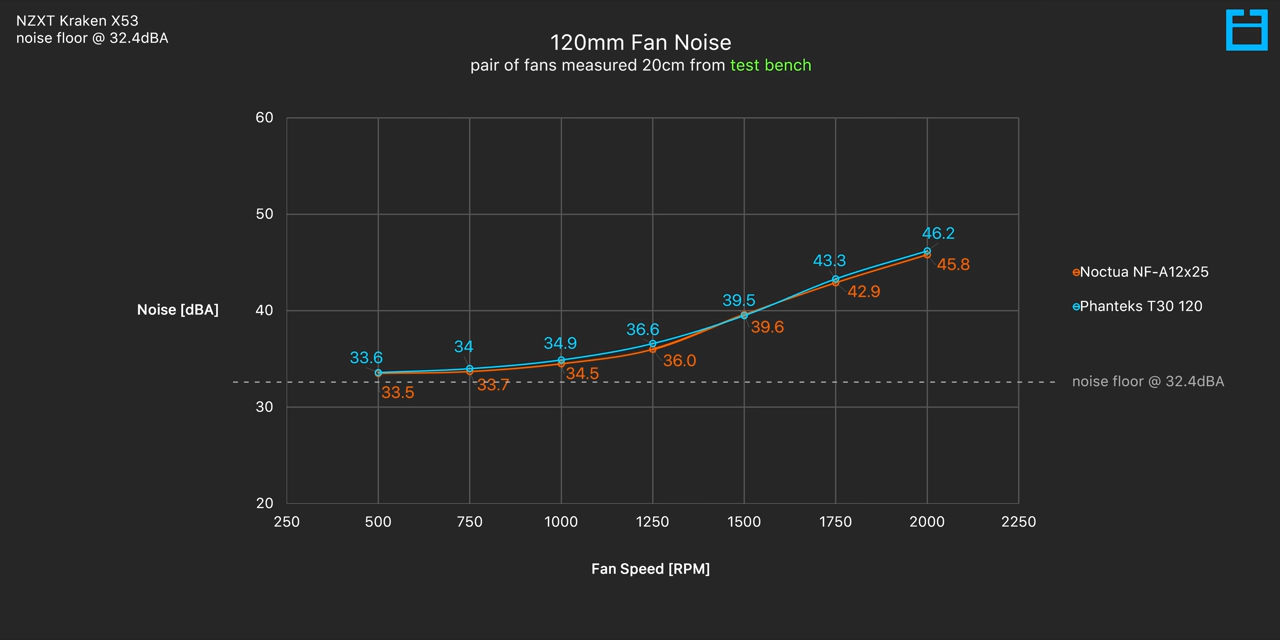 NZXT Kraken X53
noise floor @ 32.4dBA
120mm Fan Noise
pair of fans measured 20cm from test bench
60
50
40
30
20
Noise [dBA]
33.6
34
34.9
36.6
39.5
43.3
46.2
33.5
33.7
34.5
36.0
39.6
42.9
45.8
Noctua NF-A12x25
Phanteks T30 120
noise floor @ 32.4dBA
250 500 750 1000 1250 1500 1750 2000 2250
Fan Speed [RPM]